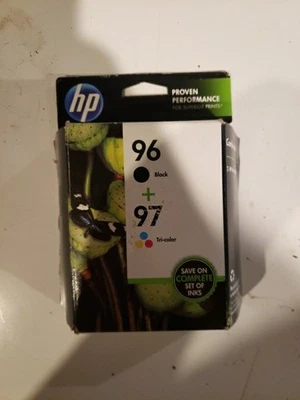 hp
PROVEN
PERFORMANCE
96
Black
+
97
Tri-color
SAVE ON
COMPLETE
SET OF
INKS